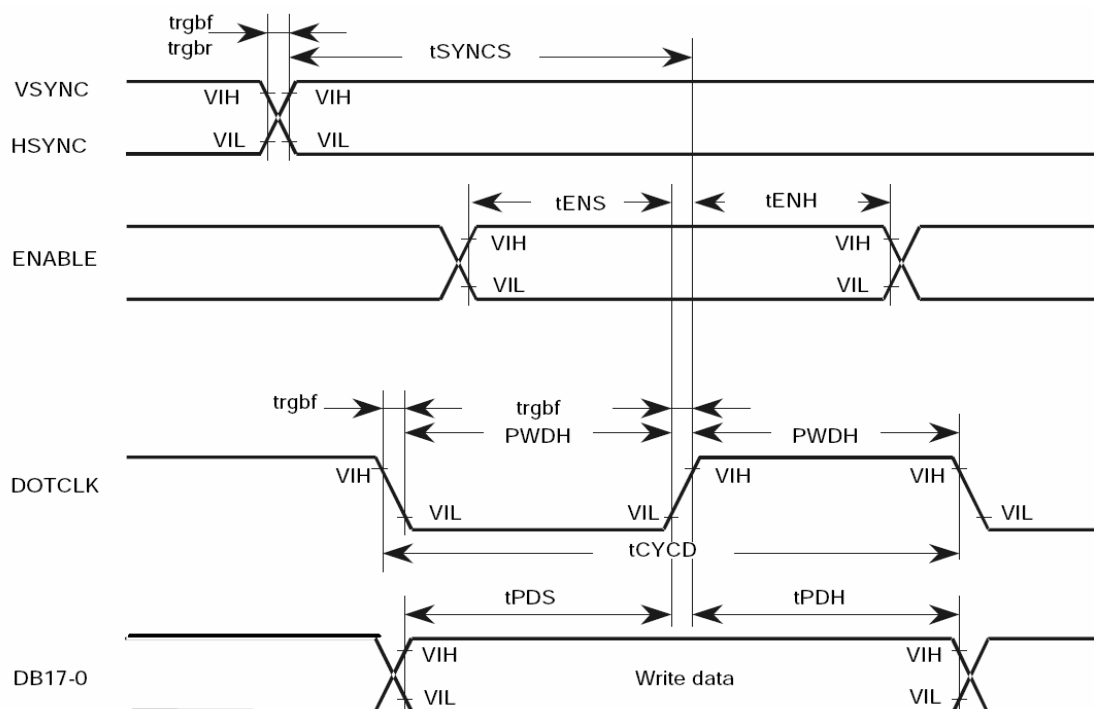 trgbf
trgbr
tSYNCS
VSYNC
VIH VIH
HSYNC
VIL VIL
tENS tENH
ENABLE
VIH VIH
VIL VIL
trgbf trgbf
PWDH PWDH
DOTCLK
VIH VIH VIH
VIL VIL VIL
tCYCD
tPDS tPDH
DB17-0
VIH Write data VIH
VIL VIL